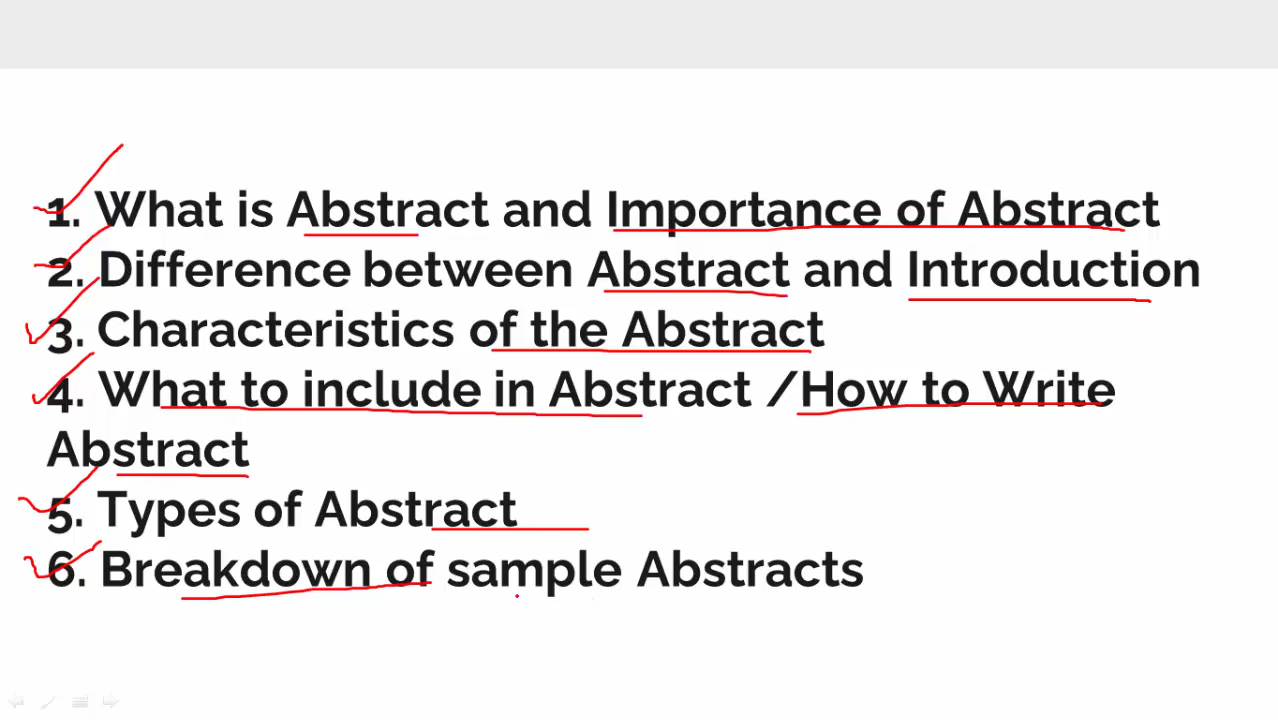 1. What is Abstract and Importance of Abstract
2. Difference between Abstract and Introduction
3. Characteristics of the Abstract
4. What to include in Abstract /How to Write
Abstract
5. Types of Abstract
6. Breakdown of sample Abstracts